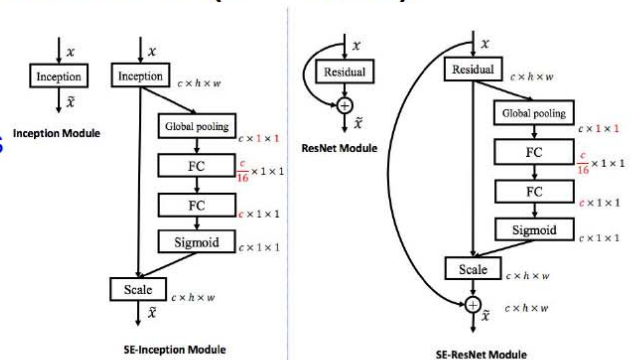 x
Inception
x̃
Inception Module
x
Inception
c × h × w
Global pooling
c × 1 × 1
FC
c/16 × 1 × 1
FC
c × 1 × 1
Sigmoid
c × 1 × 1
Scale
c × h × w
x̃
SE-Inception Module
x
Residual
+
x̃
ResNet Module
x
Residual
c × h × w
Global pooling
c × 1 × 1
FC
c/16 × 1 × 1
FC
c × 1 × 1
Sigmoid
c × 1 × 1
Scale
c × h × w
+
c × h × w
x̃
SE-ResNet Module